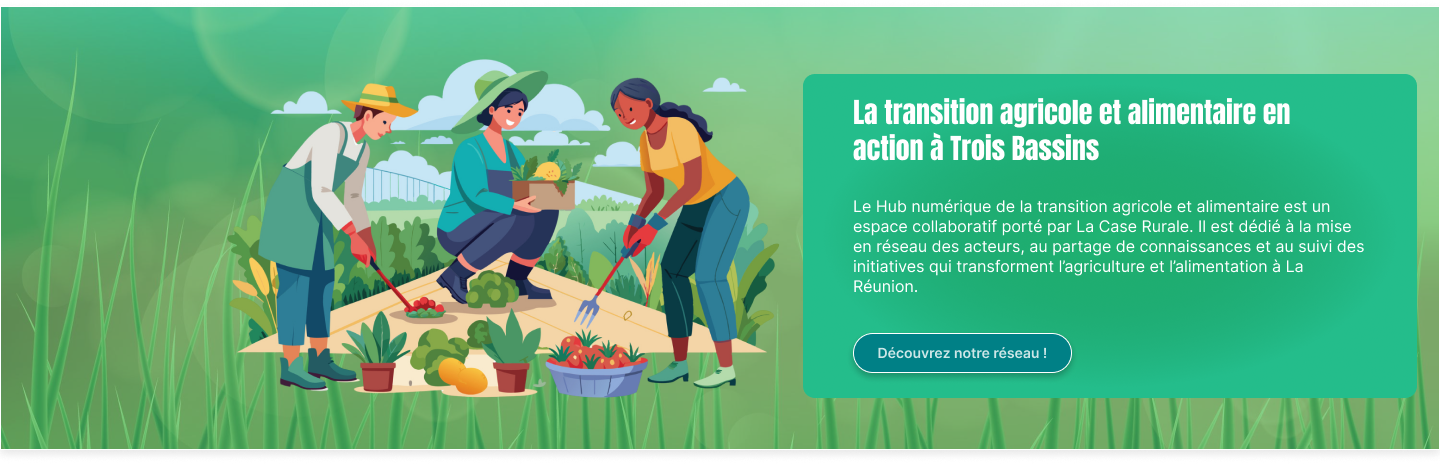 La transition agricole et alimentaire en
action à Trois Bassins
Le Hub numérique de la transition agricole et alimentaire est un
espace collaboratif porté par La Case Rurale. Il est dédié à la mise
en réseau des acteurs, au partage de connaissances et au suivi des
initiatives qui transforment l’agriculture et l’alimentation à La
Réunion.
Découvrez notre réseau !